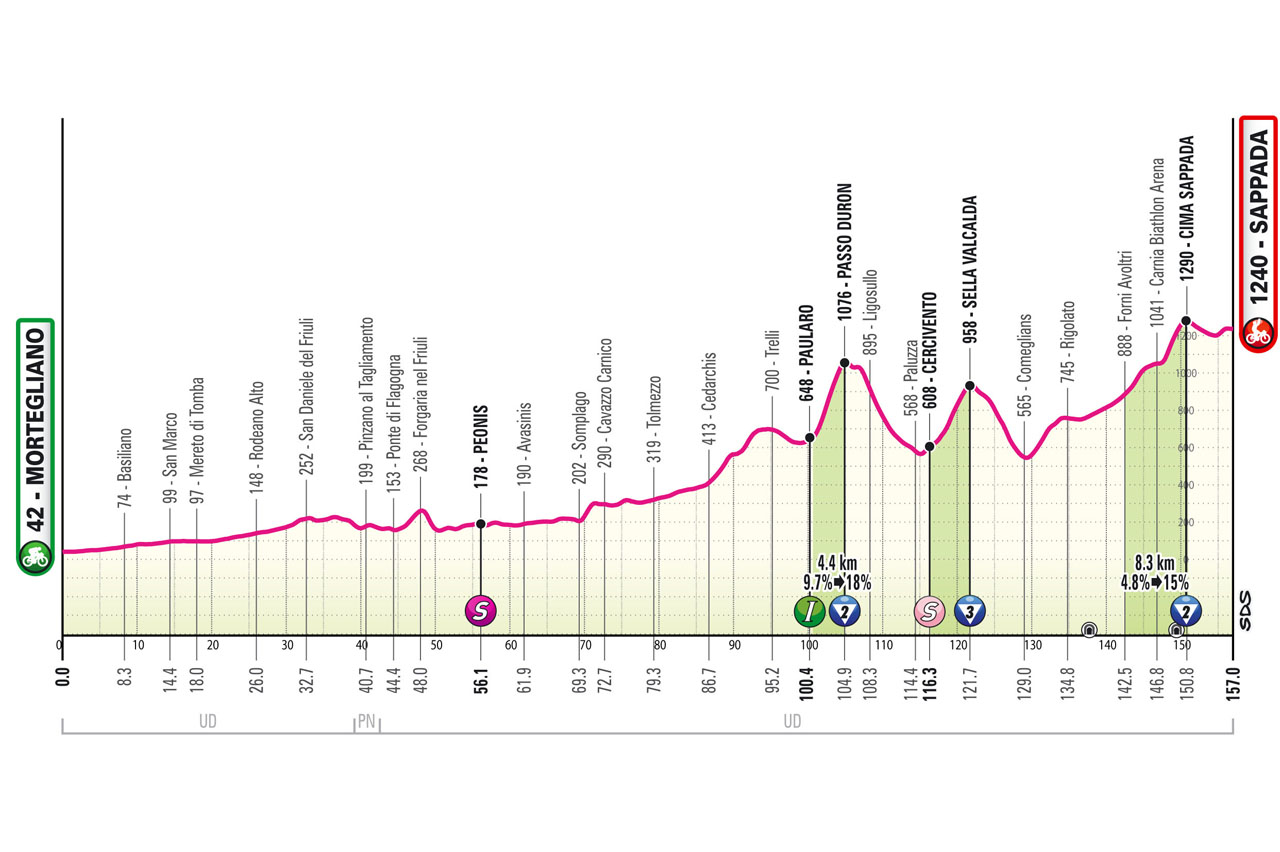 42 - MORTEGLIANO
74 - Basiliano
99 - San Marco
97 - Mereto di Tomba
148 - Rodeano Alto
252 - San Daniele del Friuli
199 - Pinzano al Tagliamento
153 - Ponte di Flagogna
268 - Forgaria nel Friuli
178 - PEONIS
190 - Avasinis
202 - Somplago
290 - Cavazzo Carnico
319 - Tolmezzo
413 - Cedarchis
700 - Trelli
648 - PAULARO
1076 - PASSO DURON
895 - Ligosullo
568 - Paluzza
608 - CERCIVENTO
958 - SELLA VALCALDA
565 - Comeglians
745 - Rigolato
888 - Forni Avoltri
1041 - Carnia Biathlon Arena
1290 - CIMA SAPPADA
1240 - SAPPADA
1200
1000
800
600
400
200
0
4.4 km
9.7% 18%
8.3 km
4.8% 15%
S
I
2
S
3
2
SDS
0 10 20 30 40 50 60 70 80 90 100 110 120 130 140 150
0.0 8.3 14.4 18.0 26.0 32.7 40.7 44.4 48.0 56.1 61.9 69.3 72.7 79.3 86.7 95.2 100.4 104.9 108.3 114.4 116.3 121.7 129.0 134.8 142.5 146.8 150.8 157.0
UD PN UD